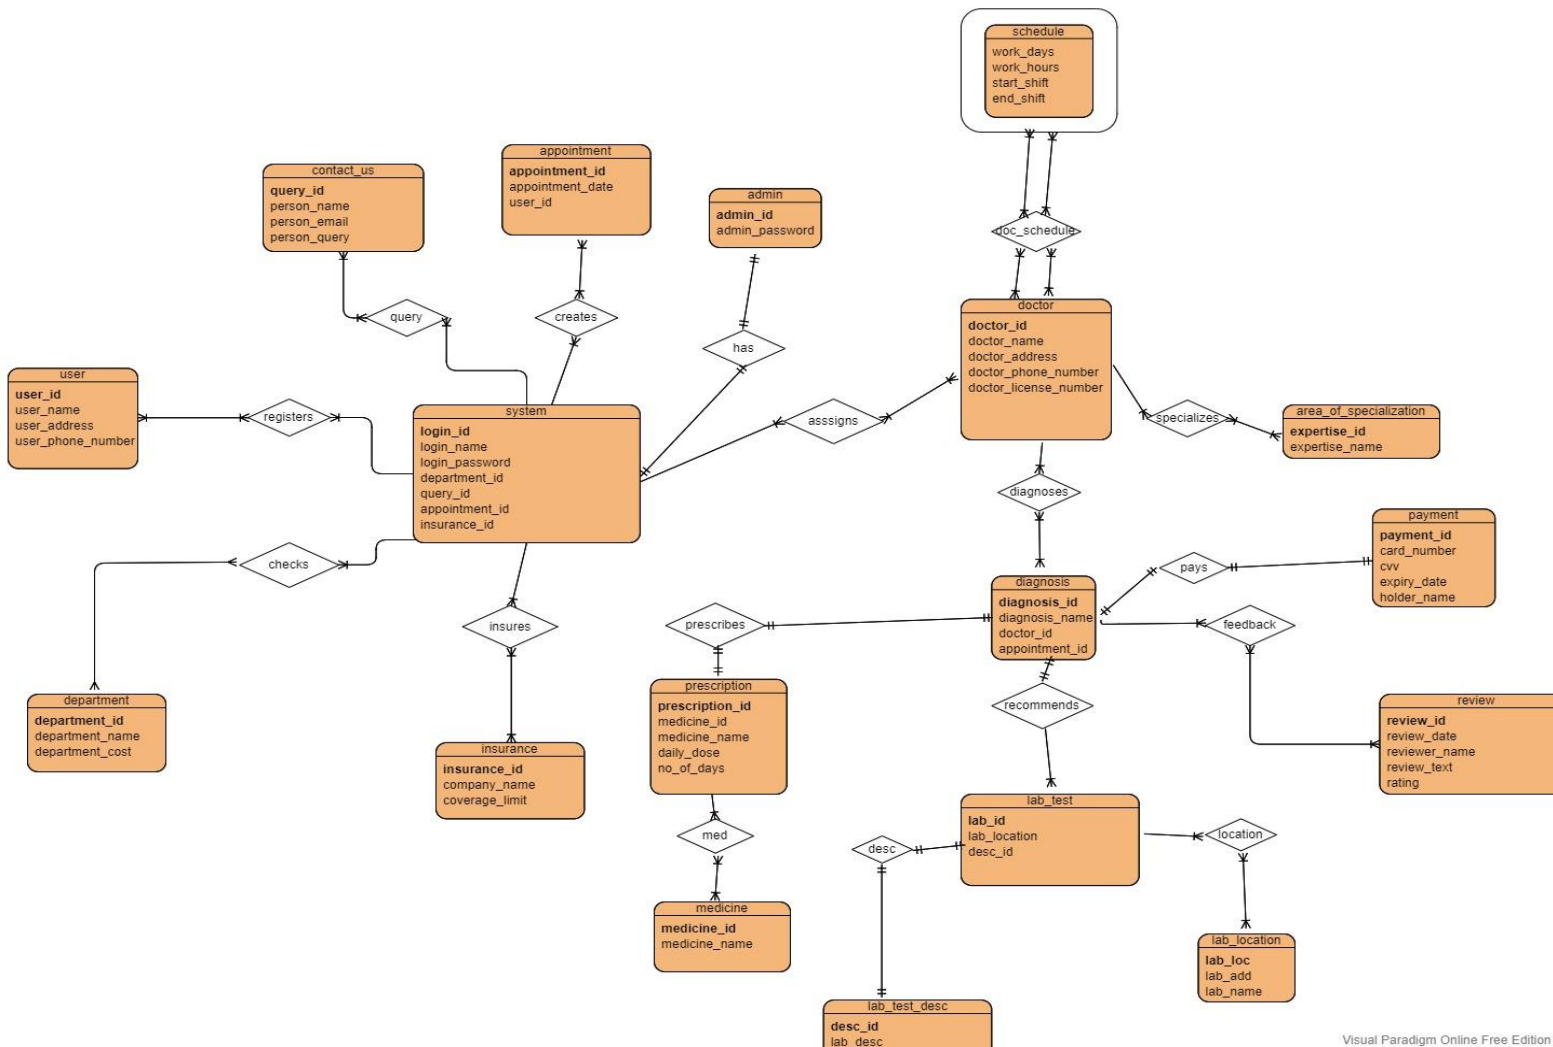 schedule
work_days
work_hours
start_shift
end_shift
contact_us
query_id
person_name
person_email
person_query
appointment
appointment_id
appointment_date
user_id
admin
admin_id
admin_password
doc_schedule
query
creates
has
doctor
doctor_id
doctor_name
doctor_address
doctor_phone_number
doctor_license_number
user
user_id
user_name
user_address
user_phone_number
registers
system
login_id
login_name
login_password
department_id
query_id
appointment_id
insurance_id
asssigns
specializes
area_of_specialization
expertise_id
expertise_name
diagnoses
checks
insures
prescribes
diagnosis
diagnosis_id
diagnosis_name
doctor_id
appointment_id
pays
payment
payment_id
card_number
cvv
expiry_date
holder_name
feedback
department
department_id
department_name
department_cost
insurance
insurance_id
company_name
coverage_limit
prescription
prescription_id
medicine_id
medicine_name
daily_dose
no_of_days
recommends
review
review_id
review_date
reviewer_name
review_text
rating
med
lab_test
lab_id
lab_location
desc_id
desc
location
medicine
medicine_id
medicine_name
lab_location
lab_loc
lab_add
lab_name
lab_test_desc
desc_id
lab_desc
Visual Paradigm Online Free Edition